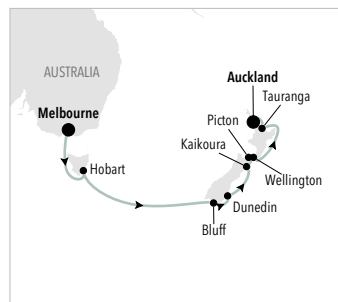 AUSTRALIA
Auckland
Tauranga
Melbourne
Picton
Kaikoura
Hobart
Wellington
Dunedin
Bluff